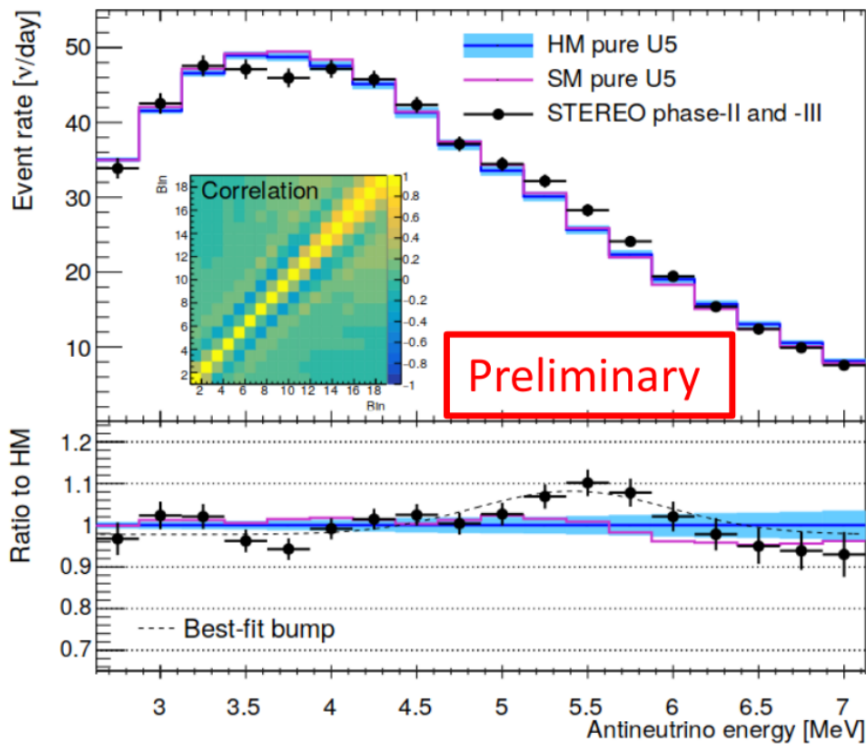 Event rate [ν/day]
50
40
30
20
10
HM pure U5
SM pure U5
STEREO phase-II and -III
Correlation
Bin
18
16
14
12
10
8
6
4
2
2 4 6 8 10 12 14 16 18
Bin
1
0.8
0.6
0.4
0.2
0
-0.2
-0.4
-0.6
-0.8
-1
Preliminary
Ratio to HM
1.2
1.1
1
0.9
0.8
0.7
Best-fit bump
3 3.5 4 4.5 5 5.5 6 6.5 7
Antineutrino energy [MeV]